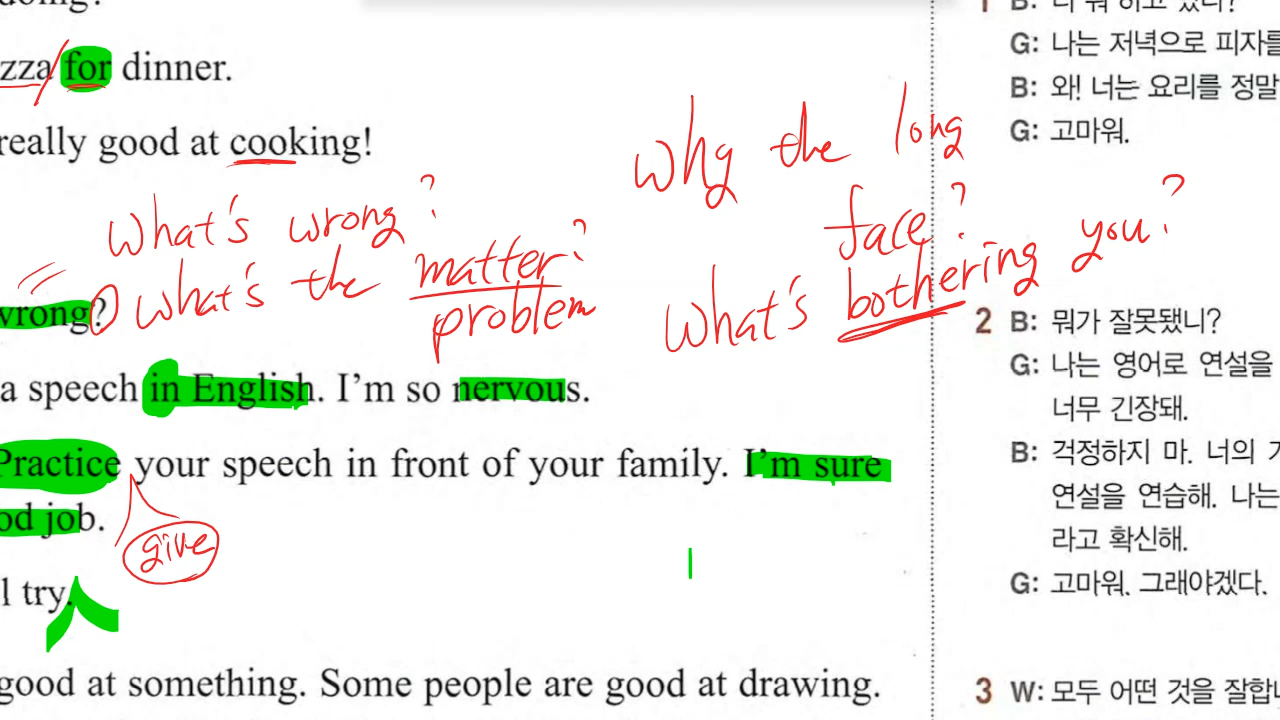 doing?
zza for dinner.
really good at cooking!
why the long
face?
What's wrong?
What's the matter?
problem
What's bothering you?
wrong?
a speech in English. I'm so nervous.
Practice your speech in front of your family. I'm sure
od job.
give
l try.
good at something. Some people are good at drawing.
1 B: 너 뭐 하고 있니?
G: 나는 저녁으로 피자를
B: 와! 너는 요리를 정말
G: 고마워.
2 B: 뭐가 잘못됐니?
G: 나는 영어로 연설을
너무 긴장돼.
B: 걱정하지 마. 너의 가
연설을 연습해. 나는
라고 확신해.
G: 고마워. 그래야겠다.
3 W: 모두 어떤 것을 잘합니